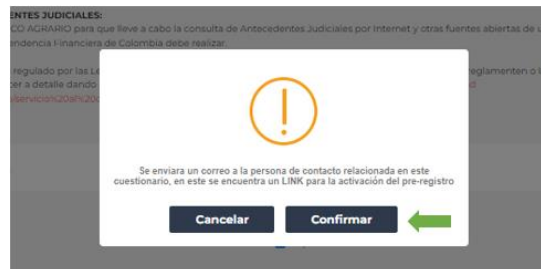 ENTES JUDICIALES:
CO AGRARIO para que lleve a cabo la consulta de Antecedentes Judiciales por Internet y otras fuentes abiertas de
ndencia Financiera de Colombia debe realizar.
regulado por las Le
reglamenten o
er a detalle dando
Se enviara un correo a la persona de contacto relacionada en este
cuestionario, en este se encuentra un LINK para la activación del pre-registro
Cancelar Confirmar